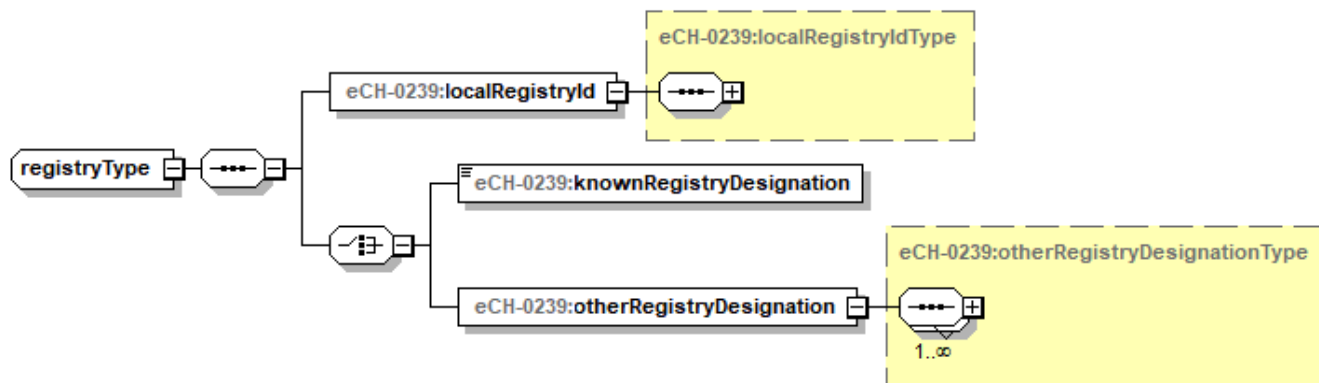 eCH-0239:localRegistryIdType
eCH-0239:localRegistryId
registryType
eCH-0239:knownRegistryDesignation
eCH-0239:otherRegistryDesignationType
eCH-0239:otherRegistryDesignation
1..∞